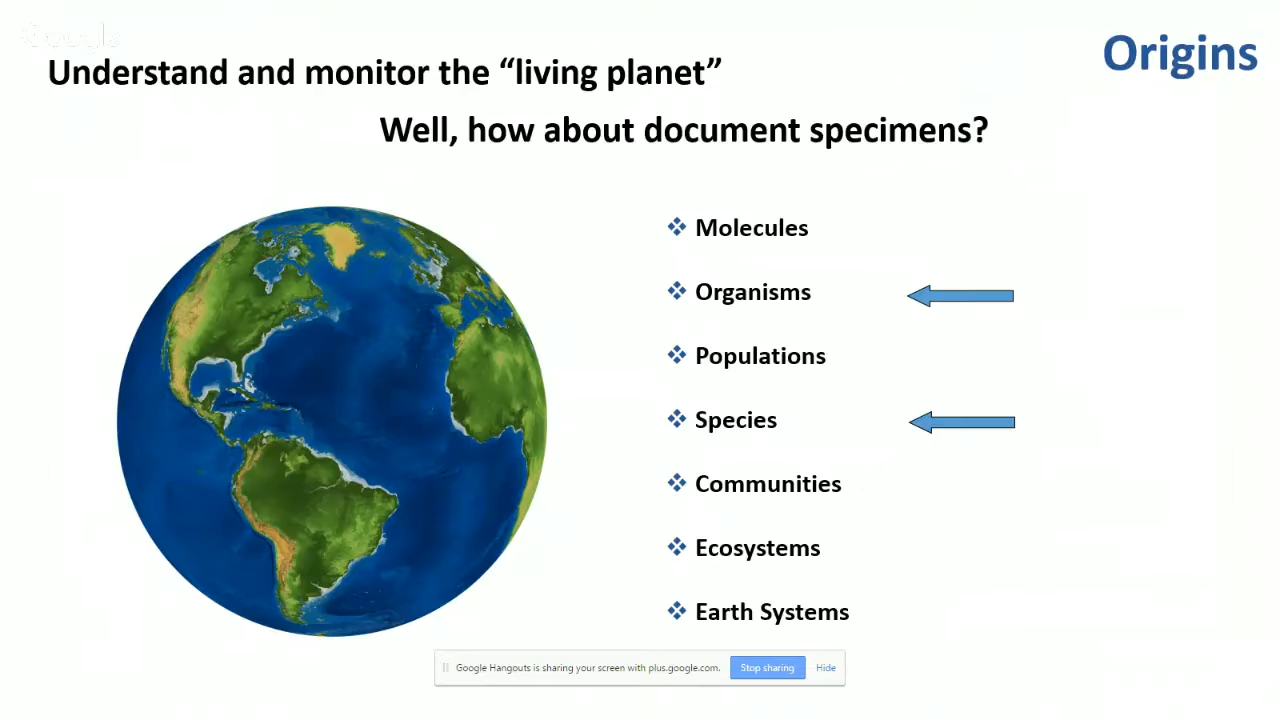 Google
Origins
Understand and monitor the “living planet”
Well, how about document specimens?
Molecules
Organisms
Populations
Species
Communities
Ecosystems
Earth Systems
Google Hangouts is sharing your screen with plus.google.com. Stop sharing Hide